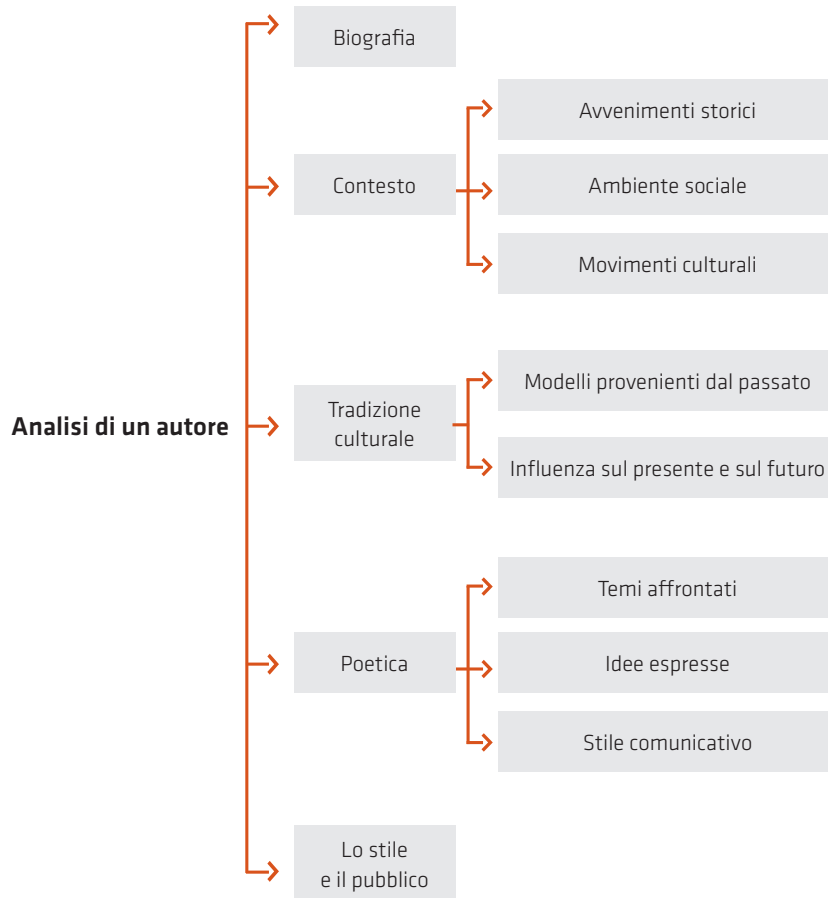 Analisi di un autore
Biografia
Contesto
Avvenimenti storici
Ambiente sociale
Movimenti culturali
Tradizione
culturale
Modelli provenienti dal passato
Influenza sul presente e sul futuro
Poetica
Temi affrontati
Idee espresse
Stile comunicativo
Lo stile
e il pubblico